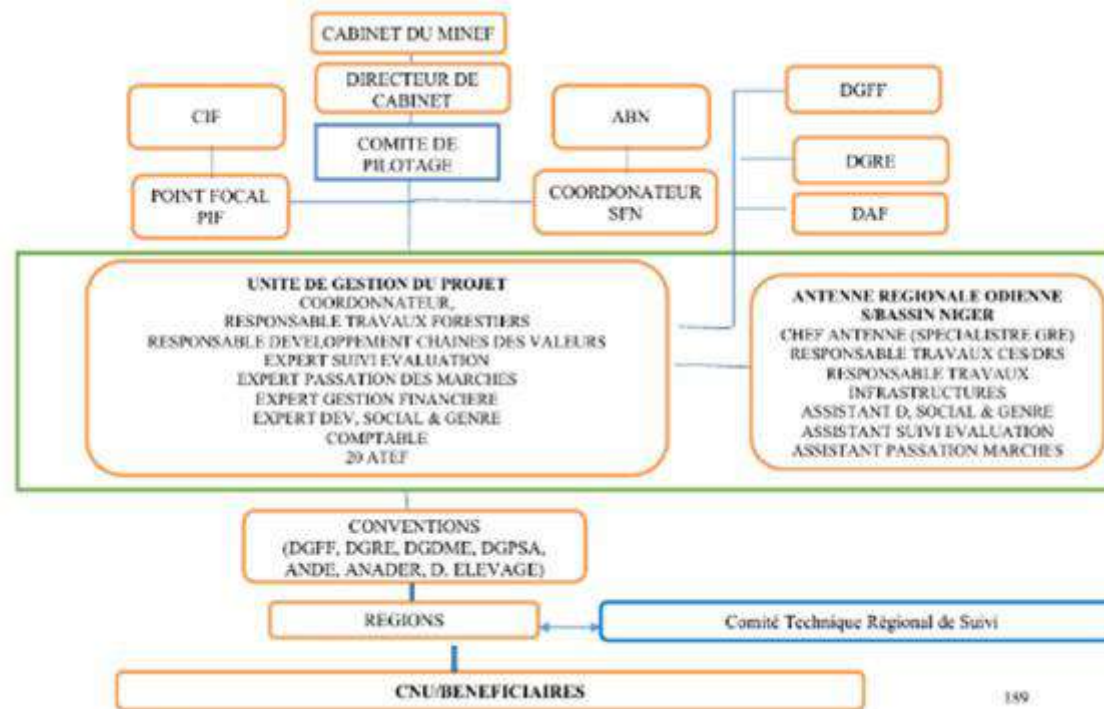 CABINET DU MINEF
DIRECTEUR DE
CABINET
COMITE DE
PILOTAGE
CIF
POINT FOCAL
PIF
ABN
COORDONATEUR
SFN
DGFF
DGRE
DAF
UNITE DE GESTION DU PROJET
COORDONNATEUR,
RESPONSABLE TRAVAUX FORESTIERS
RESPONSABLE DEVELOPPEMENT CHAINES DES VALEURS
EXPERT SUIVI EVALUATION
EXPERT PASSATION DES MARCHES
EXPERT GESTION FINANCIERE
EXPERT DEV, SOCIAL & GENRE
COMPTABLE
20 ATEF
ANTENNE REGIONALE ODIENNE
S/BASSIN NIGER
CHEF ANTENNE (SPECIALISTRE GRE)
RESPONSABLE TRAVAUX CES/DRS
RESPONSABLE TRAVAUX
INFRASTRUCTURES
ASSISTANT D, SOCIAL & GENRE
ASSISTANT SUIVI EVALUATION
ASSISTANT PASSATION MARCHES
CONVENTIONS
(DGFF, DGRE, DGDME, DGPSA,
ANDE, ANADER, D. ELEVAGE)
REGIONS
Comité Technique Régional de Suivi
CNU/BENEFICIAIRES
189